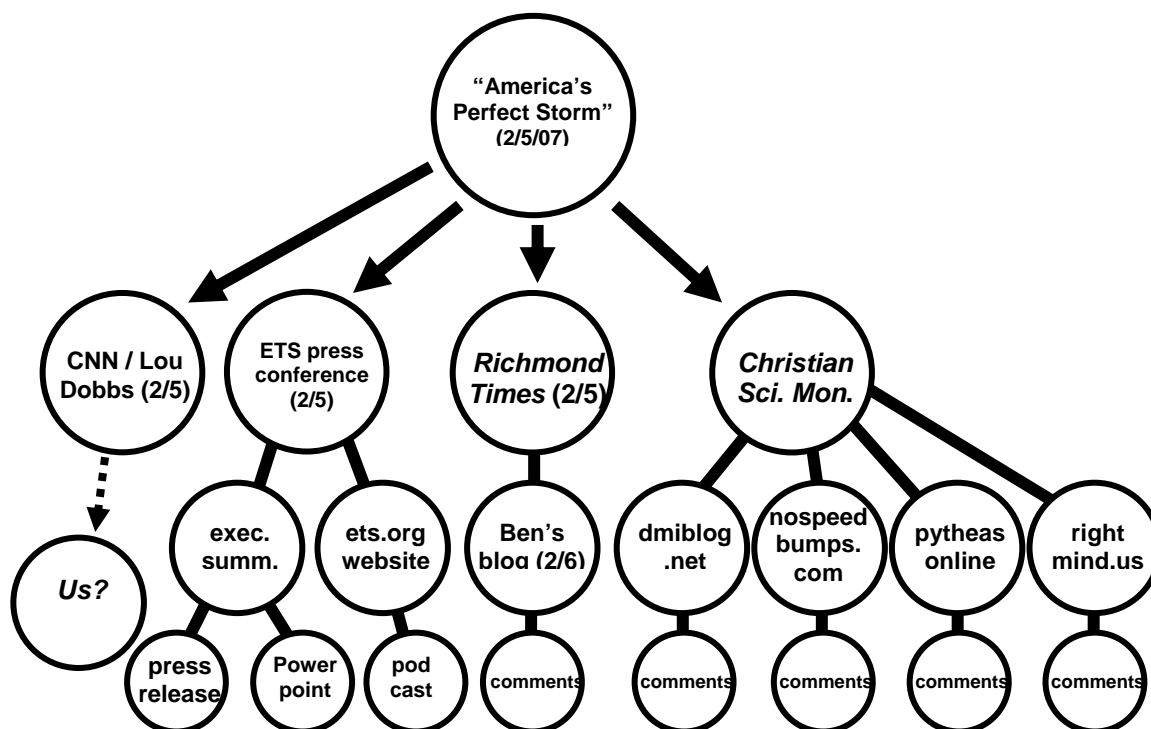 “America’s
Perfect Storm”
(2/5/07)
CNN / Lou
Dobbs (2/5)
ETS press
conference
(2/5)
Richmond
Times (2/5)
Christian
Sci. Mon.
Us?
exec.
summ.
ets.org
website
Ben’s
blog (2/6)
dmiblog
.net
nospeed
bumps.
com
pytheas
online
right
mind.us
press
release
Power
point
pod
cast
comments
comments
comments
comments
comments